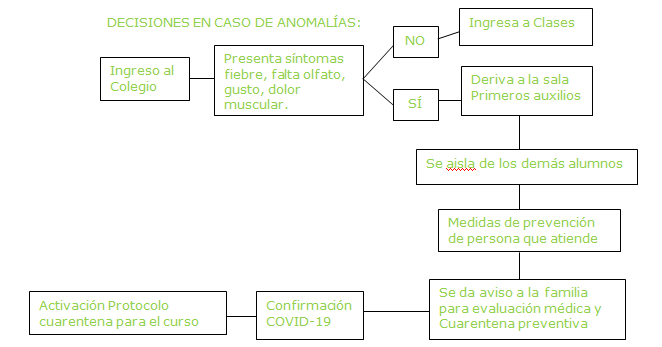 DECISIONES EN CASO DE ANOMALÍAS:
Ingreso al
Colegio
Presenta síntomas
fiebre, falta olfato,
gusto, dolor
muscular.
NO
Ingresa a Clases
SÍ
Deriva a la sala
Primeros auxilios
Se aisla de los demás alumnos
Medidas de prevención
de persona que atiende
Se da aviso a la familia
para evaluación médica y
Cuarentena preventiva
Confirmación
COVID-19
Activación Protocolo
cuarentena para el curso